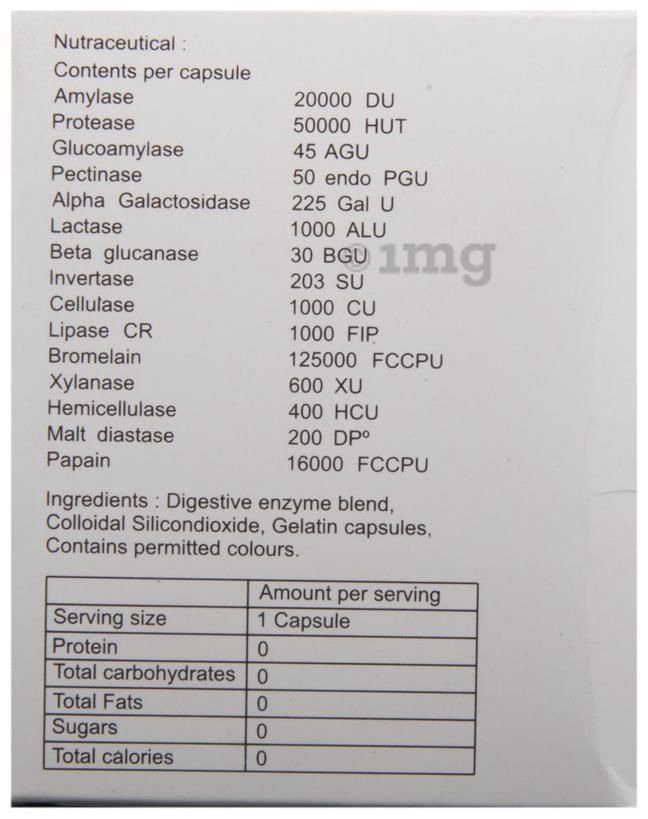 Nutraceutical :
Contents per capsule
Amylase 20000 DU
Protease 50000 HUT
Glucoamylase 45 AGU
Pectinase 50 endo PGU
Alpha Galactosidase 225 Gal U
Lactase 1000 ALU
Beta glucanase 30 BGU
©1mg
Invertase 203 SU
Cellulase 1000 CU
Lipase CR 1000 FIP
Bromelain 125000 FCCPU
Xylanase 600 XU
Hemicellulase 400 HCU
Malt diastase 200 DPº
Papain 16000 FCCPU
Ingredients : Digestive enzyme blend,
Colloidal Silicondioxide, Gelatin capsules,
Contains permitted colours.
Amount per serving
Serving size 1 Capsule
Protein 0
Total carbohydrates 0
Total Fats 0
Sugars 0
Total calories 0